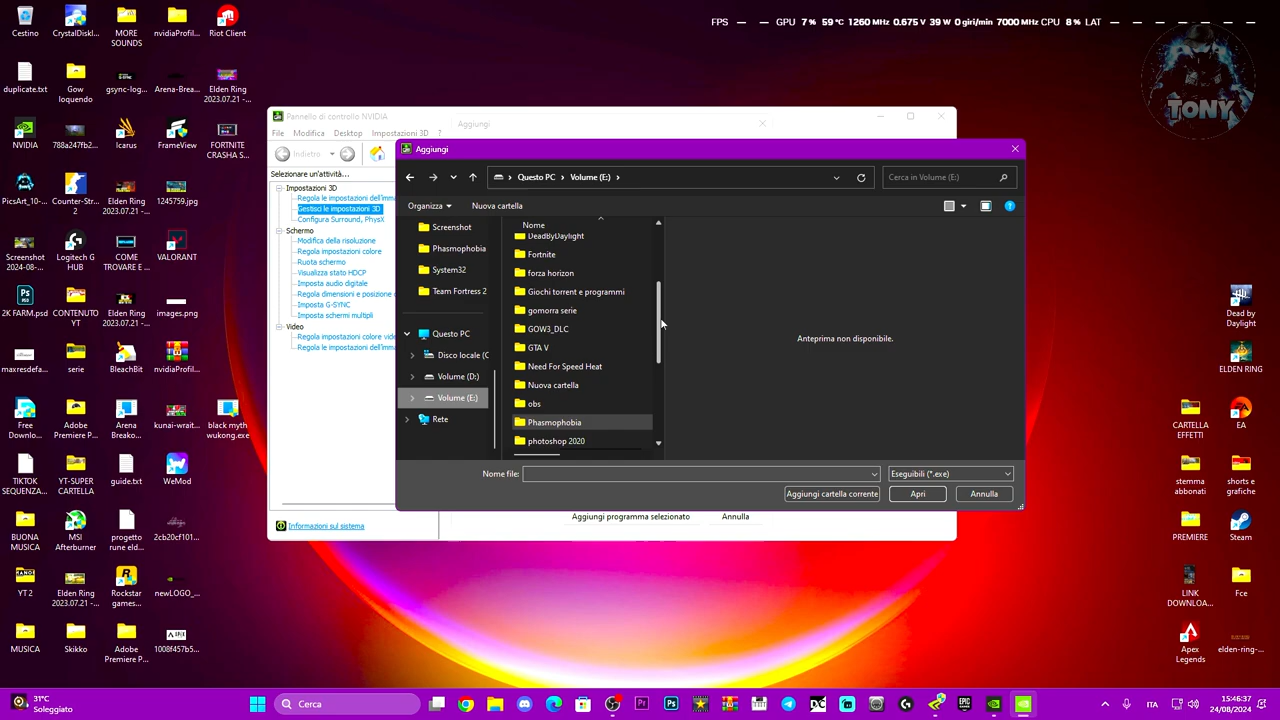 FPS — — GPU 7 % 59 °C 1260 MHz 0.675 V 39 W 0 giri/min 7000 MHz CPU 8 % LAT — — — — — — —
TONY
Cestino
CrystalDiskI...
MORE SOUNDS
nvidiaProfil...
Riot Client
duplicate.txt
Gow loquendo
gsync-log...
Arena-Brea...
Elden Ring 2023.07.21 -...
NVIDIA
788a247fb2...
Icarus
FrameView
FORTNITE CRASHA S...
PicsArt_10-...
Counter-Str... 2
Elden Ring 2023.07.21...
1245759.jpg
Screenshot 2024-08-...
Logitech G HUB
COME TROVARE E ...
VALORANT
2K FARM.psd
CONTENUTO YT
Elden Ring 2023.07.21...
images.png
maxresdefa...
serie
BleachBit
nvidiaProfil...
Free Downlo...
Adobe Premiere P...
Arena Breako...
kunai-wait...
black myth wukong.exe
TIKTOK SEQUENZA...
YT-SUPER CARTELLA
guide.txt
WeMod
BUONA MUSICA
MSI Afterburner
progetto rune eld...
2cb20cf101...
YT 2
Elden Ring 2023.07.21 -...
Rockstar games...
newLOGO_...
MUSICA
Skikko
Adobe Premiere P...
1008f457b5...
Pannello di controllo NVIDIA
File Modifica Desktop Impostazioni 3D ?
Indietro
Selezionare un'attività...
Impostazioni 3D
Regola le impostazioni dell'imma
Gestisci le impostazioni 3D
Configura Surround, PhysX
Schermo
Modifica della risoluzione
Regola impostazioni colore
Ruota schermo
Visualizza stato HDCP
Imposta audio digitale
Regola dimensioni e posizione d
Imposta G-SYNC
Imposta schermi multipli
Video
Regola impostazioni colore vide
Regola le impostazioni dell'imma
Informazioni sul sistema
Aggiungi
Aggiungi programma selezionato
Annulla
Aggiungi
Questo PC > Volume (E:) >
Cerca in Volume (E:)
Organizza
Nuova cartella
Screenshot
Phasmophobia
System32
Team Fortress 2
Questo PC
Disco locale (C
Volume (D:)
Volume (E:)
Rete
Nome
DeadByDaylight
Fortnite
forza horizon
Giochi torrent e programmi
gomorra serie
GOW3_DLC
GTA V
Need For Speed Heat
Nuova cartella
obs
Phasmophobia
photoshop 2020
Anteprima non disponibile.
Nome file:
Eseguibili (*.exe)
Aggiungi cartella corrente
Apri
Annulla
Dead by Daylight
ELDEN RING
CARTELLA EFFETTI
EA
stemma abbonati
shorts e grafiche
PREMIERE
Steam
LINK DOWNLOA...
Fce
Apex Legends
elden-ring-...
31°C
Soleggiato
Cerca
ITA
15:46:37
24/08/2024